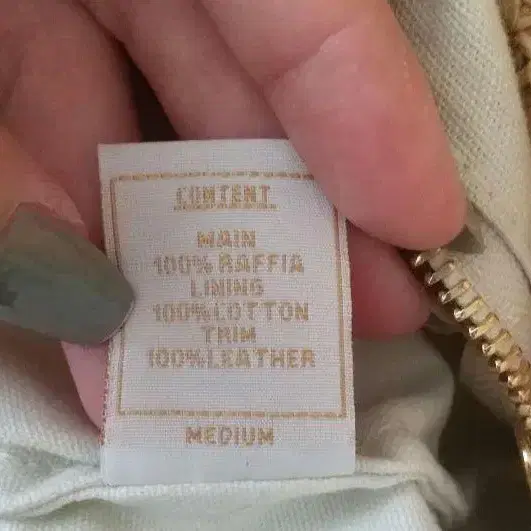 CONTENT
MAIN
100% RAFFIA
LINING
100% COTTON
TRIM
100% LEATHER
MEDIUM